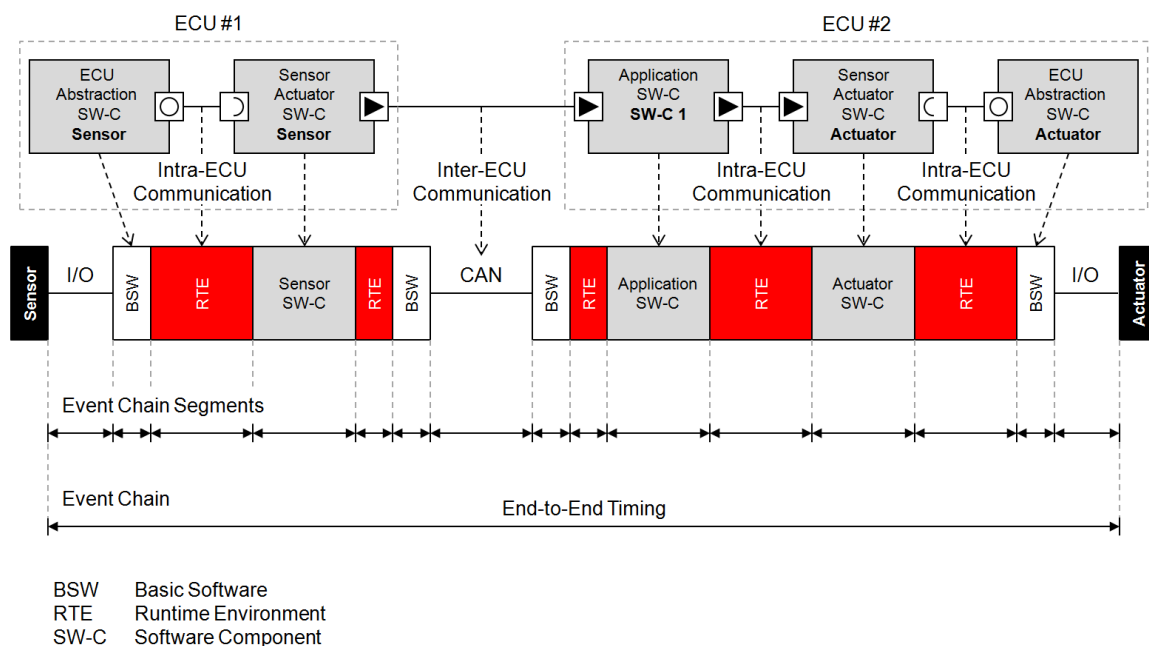 ECU #1
ECU #2
ECU
Abstraction
SW-C
Sensor
Sensor
Actuator
SW-C
Sensor
Application
SW-C
SW-C 1
Sensor
Actuator
SW-C
Actuator
ECU
Abstraction
SW-C
Actuator
Intra-ECU
Communication
Inter-ECU
Communication
Intra-ECU
Communication
Intra-ECU
Communication
Sensor
I/O
BSW
RTE
Sensor
SW-C
RTE
BSW
CAN
BSW
RTE
Application
SW-C
RTE
Actuator
SW-C
RTE
BSW
I/O
Actuator
Event Chain Segments
Event Chain
End-to-End Timing
BSW Basic Software
RTE Runtime Environment
SW-C Software Component